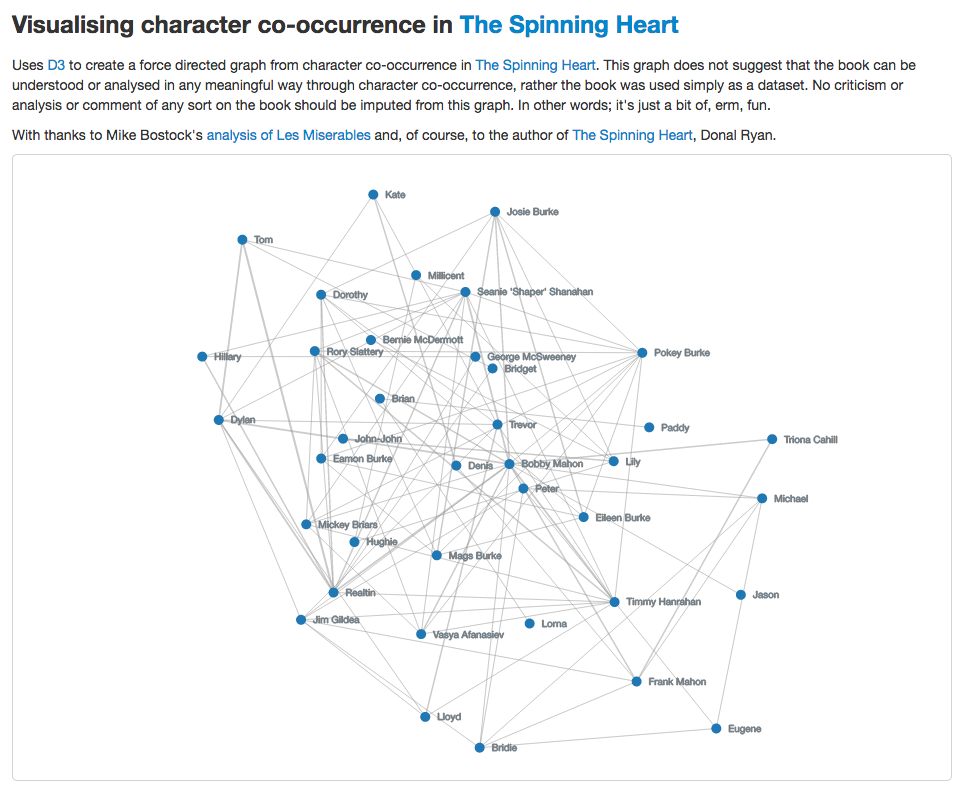 Visualising character co-occurrence in The Spinning Heart
Uses D3 to create a force directed graph from character co-occurrence in The Spinning Heart. This graph does not suggest that the book can be
understood or analysed in any meaningful way through character co-occurrence, rather the book was used simply as a dataset. No criticism or
analysis or comment of any sort on the book should be imputed from this graph. In other words; it's just a bit of, erm, fun.
With thanks to Mike Bostock's analysis of Les Miserables and, of course, to the author of The Spinning Heart, Donal Ryan.
Kate
Josie Burke
Tom
Millicent
Seanie 'Shaper' Shanahan
Dorothy
Bernie McDermott
Rory Slattery
Pokey Burke
Hillary
George McSweeney
Bridget
Brian
Dylan
Trevor
Paddy
John-John
Triona Cahill
Eamon Burke
Denis
Bobby Mahon
Lily
Peter
Michael
Eileen Burke
Mickey Briars
Hughie
Mags Burke
Realtin
Jason
Timmy Hanrahan
Jim Gildea
Lorna
Vasya Afanasiev
Frank Mahon
Lloyd
Eugene
Bridie